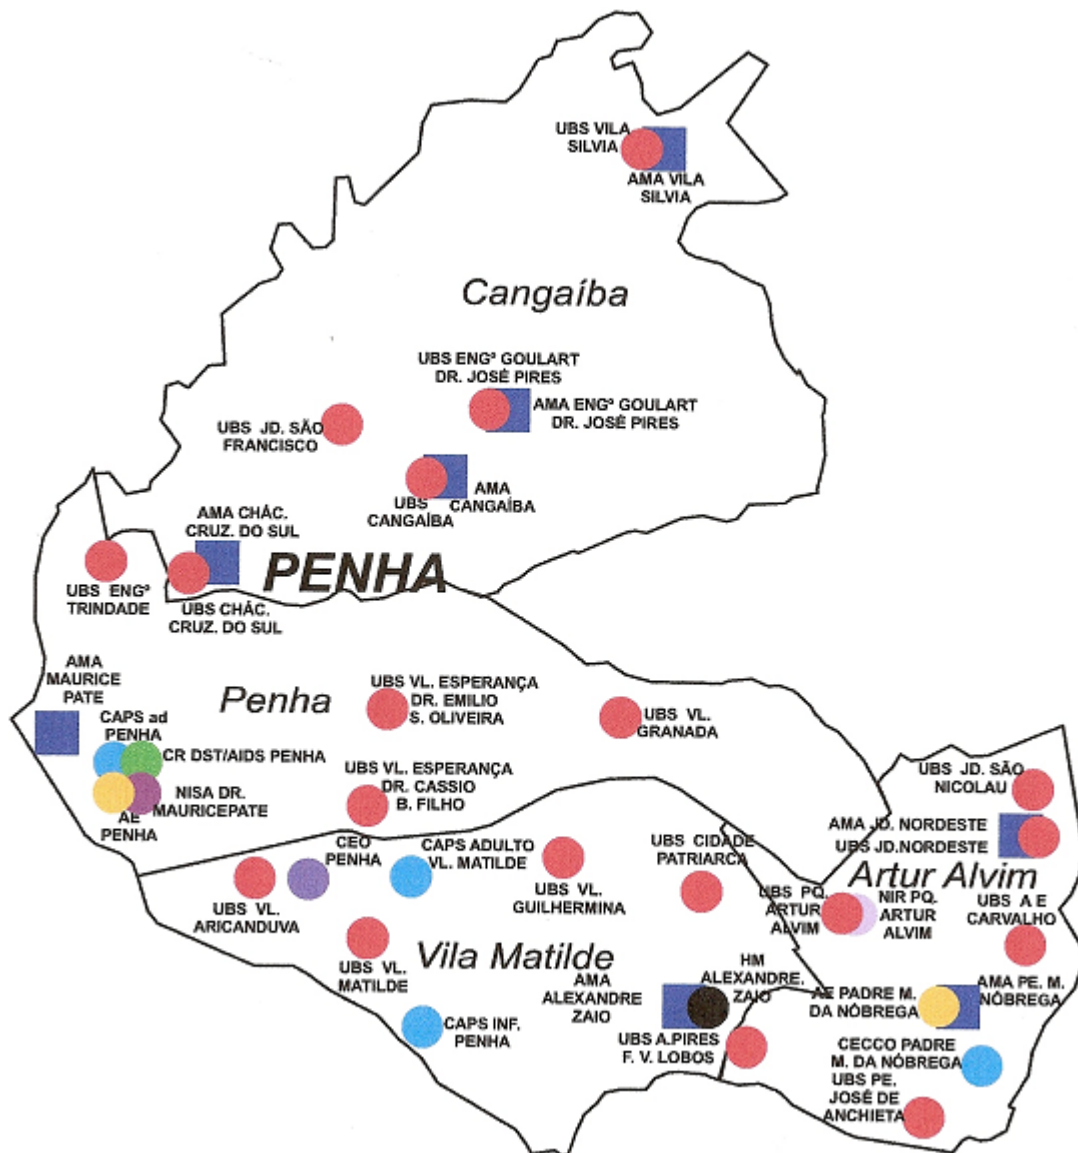 UBS VILA
SILVIA
AMA VILA
SILVIA
Cangaíba
UBS ENGº GOULART
DR. JOSÉ PIRES
AMA ENGº GOULART
DR. JOSÉ PIRES
UBS JD. SÃO
FRANCISCO
UBS
CANGAÍBA
AMA
CANGAÍBA
AMA CHÁC.
CRUZ. DO SUL
PENHA
UBS ENGº
TRINDADE
UBS CHÁC.
CRUZ. DO SUL
AMA
MAURICE
PATE
Penha
UBS VL. ESPERANÇA
DR. EMILIO
S. OLIVEIRA
UBS VL.
GRANADA
CAPS ad
PENHA
CR DST/AIDS PENHA
NISA DR.
MAURICEPATE
AE
PENHA
UBS VL. ESPERANÇA
DR. CASSIO
B. FILHO
UBS JD. SÃO
NICOLAU
AMA JD. NORDESTE
UBS JD.NORDESTE
Artur Alvim
CEO
PENHA
CAPS ADULTO
VL. MATILDE
UBS CIDADE
PATRIARCA
UBS VL.
ARICANDUVA
UBS VL.
GUILHERMINA
UBS PQ.
ARTUR
ALVIM
NIR PQ.
ARTUR
ALVIM
UBS A E
CARVALHO
UBS VL.
MATILDE
Vila Matilde
AMA
ALEXANDRE
ZAIO
HM
ALEXANDRE.
ZAIO
AE PADRE M.
DA NÓBREGA
AMA PE. M.
NÓBREGA
CAPS INF.
PENHA
UBS A.PIRES
F. V. LOBOS
CECCO PADRE
M. DA NÓBREGA
UBS PE.
JOSÉ DE
ANCHIETA